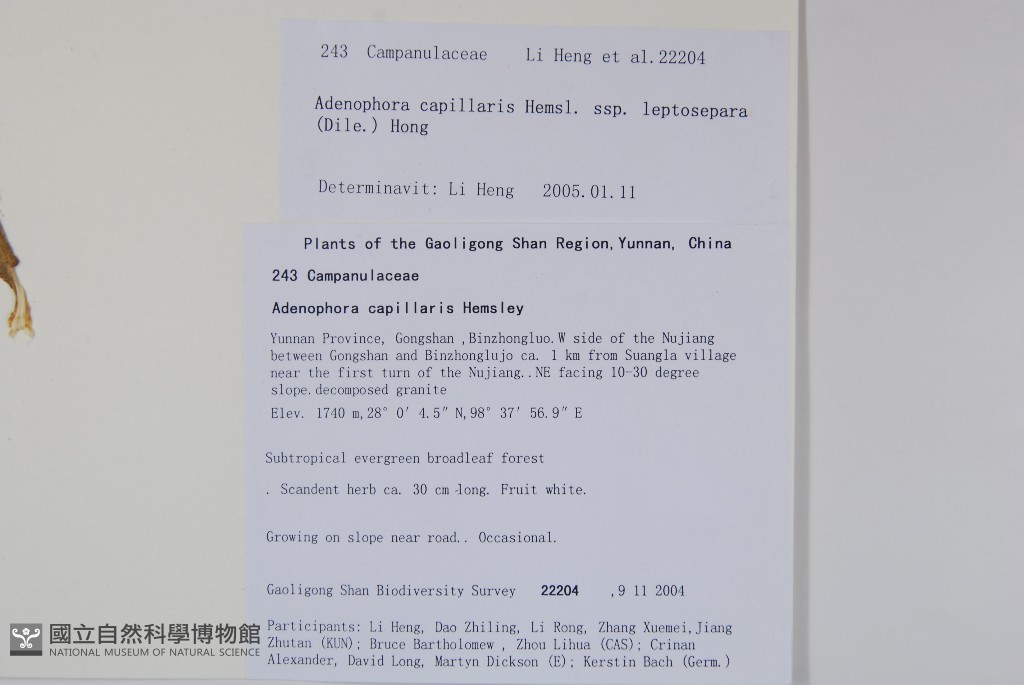 243 Campanulaceae Li Heng et al.22204
Adenophora capillaris Hemsl. ssp. leptosepara
(Dile.) Hong
Determinavit: Li Heng 2005.01.11
Plants of the Gaoligong Shan Region,Yunnan, China
243 Campanulaceae
Adenophora capillaris Hemsley
Yunnan Province, Gongshan ,Binzhongluo.W side of the Nujiang
between Gongshan and Binzhonglujo ca. 1 km from Suangla village
near the first turn of the Nujiang..NE facing 10-30 degree
slope.decomposed granite
Elev. 1740 m,28° 0′ 4.5″ N,98° 37′ 56.9″ E
Subtropical evergreen broadleaf forest
. Scandent herb ca. 30 cm -long. Fruit white.
Growing on slope near road.. Occasional.
Gaoligong Shan Biodiversity Survey 22204 ,9 11 2004
Participants: Li Heng, Dao Zhiling, Li Rong, Zhang Xuemei,Jiang
Zhutan (KUN); Bruce Bartholomew , Zhou Lihua (CAS); Crinan
Alexander, David Long, Martyn Dickson (E); Kerstin Bach (Germ.)
國立自然科學博物館
NATIONAL MUSEUM OF NATURAL SCIENCE